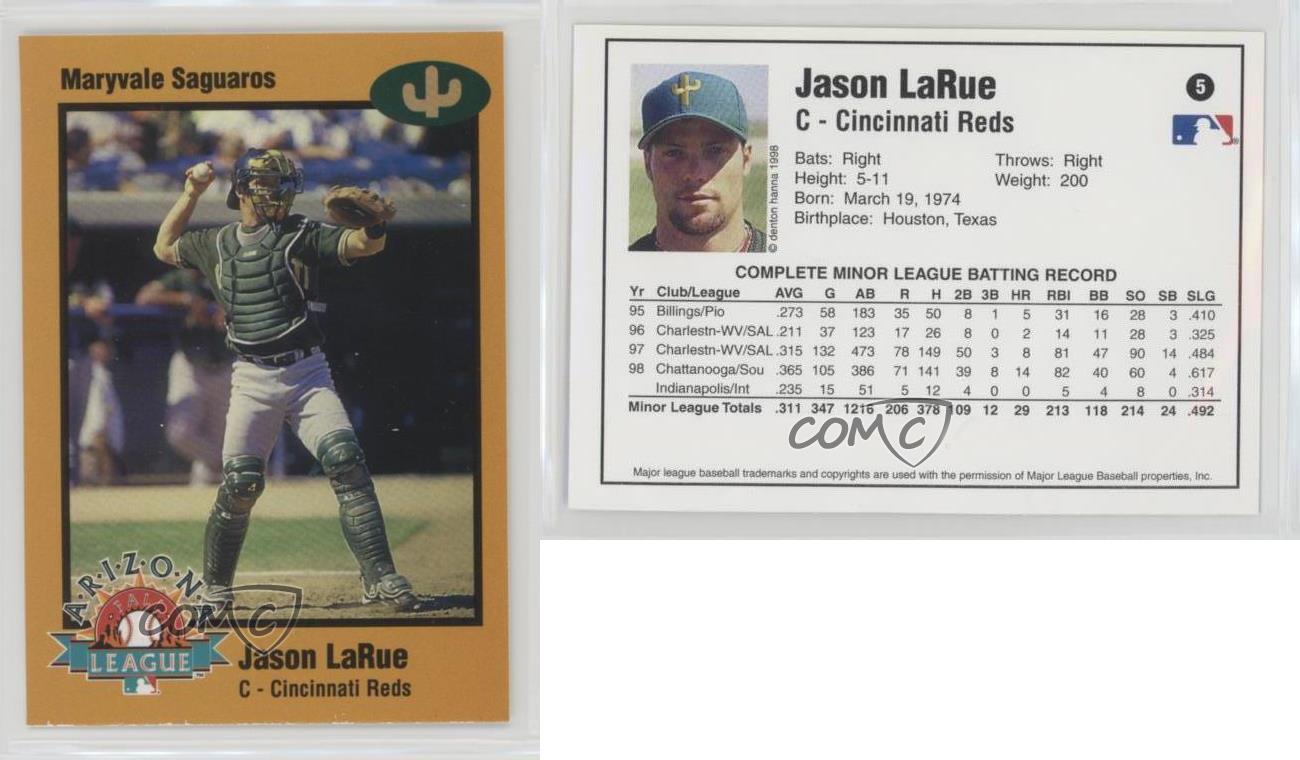 Maryvale Saguaros
ARIZONA
FALL
LEAGUE
TM
COMC
Jason LaRue
C - Cincinnati Reds
Jason LaRue
5
C - Cincinnati Reds
Bats: Right Throws: Right
Height: 5-11 Weight: 200
Born: March 19, 1974
Birthplace: Houston, Texas
© denton hanna 1998
COMPLETE MINOR LEAGUE BATTING RECORD
Yr Club/League AVG G AB R H 2B 3B HR RBI BB SO SB SLG
95 Billings/Pio .273 58 183 35 50 8 1 5 31 16 28 3 .410
96 Charlestn-WV/SAL .211 37 123 17 26 8 0 2 14 11 28 3 .325
97 Charlestn-WV/SAL .315 132 473 78 149 50 3 8 81 47 90 14 .484
98 Chattanooga/Sou .365 105 386 71 141 39 8 14 82 40 60 4 .617
Indianapolis/Int .235 15 51 5 12 4 0 0 5 4 8 0 .314
Minor League Totals .311 347 1216 206 378 109 12 29 213 118 214 24 .492
COMC
Major league baseball trademarks and copyrights are used with the permission of Major League Baseball properties, Inc.